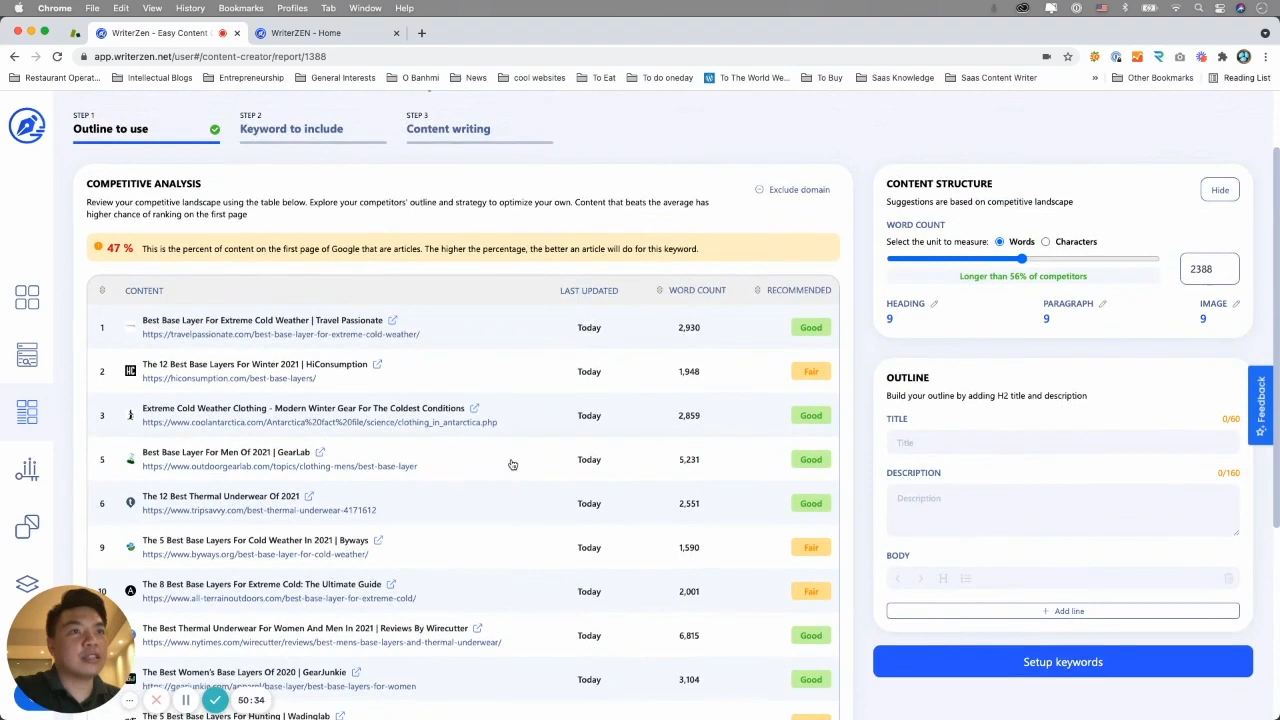 Chrome File Edit View History Bookmarks Profiles Tab Window Help
WriterZen - Easy Content
WriterZEN - Home
app.writerzen.net/user#/content-creator/report/1388
Restaurant Operat... Intellectual Blogs Entrepreneurship General Interests O Banhmi News cool websites To Eat To do oneday To The World We... To Buy Saas Knowledge Saas Content Writer » Other Bookmarks Reading List
STEP 1 STEP 2 STEP 3
Outline to use Keyword to include Content writing
COMPETITIVE ANALYSIS
Exclude domain
Review your competitive landscape using the table below. Explore your competitors' outline and strategy to optimize your own. Content that beats the average has
higher chance of ranking on the first page
47 % This is the percent of content on the first page of Google that are articles. The higher the percentage, the better an article will do for this keyword.
CONTENT LAST UPDATED WORD COUNT RECOMMENDED
1 Best Base Layer For Extreme Cold Weather | Travel Passionate Today 2,930 Good
https://travelpassionate.com/best-base-layer-for-extreme-cold-weather/
2 HC The 12 Best Base Layers For Winter 2021 | HiConsumption Today 1,948 Fair
https://hiconsumption.com/best-base-layers/
3 Extreme Cold Weather Clothing - Modern Winter Gear For The Coldest Conditions Today 2,859 Good
https://www.coolantarctica.com/Antarctica%20fact%20file/science/clothing_in_antarctica.php
5 Best Base Layer For Men Of 2021 | GearLab Today 5,231 Good
https://www.outdoorgearlab.com/topics/clothing-mens/best-base-layer
6 The 12 Best Thermal Underwear Of 2021 Today 2,551 Good
https://www.tripsavvy.com/best-thermal-underwear-4171612
9 The 5 Best Base Layers For Cold Weather In 2021 | Byways Today 1,590 Fair
https://www.byways.org/best-base-layer-for-cold-weather/
10 The 8 Best Base Layers For Extreme Cold: The Ultimate Guide Today 2,001 Fair
https://www.all-terrainoutdoors.com/best-base-layer-for-extreme-cold/
The Best Thermal Underwear For Women And Men In 2021 | Reviews By Wirecutter Today 6,815 Good
https://www.nytimes.com/wirecutter/reviews/best-mens-base-layers-and-thermal-underwear/
The Best Women's Base Layers Of 2020 | GearJunkie Today 3,104 Good
https://gearjunkie.com/apparel/base-layer/best-base-layers-for-women
The 5 Best Base Layers For Hunting | Wadinglab
50:34
CONTENT STRUCTURE
Hide
Suggestions are based on competitive landscape
WORD COUNT
Select the unit to measure: Words Characters
2388
Longer than 56% of competitors
HEADING PARAGRAPH IMAGE
9 9 9
OUTLINE
Build your outline by adding H2 title and description
TITLE 0/60
Title
DESCRIPTION 0/160
Description
BODY
H
+ Add line
Setup keywords
Feedback